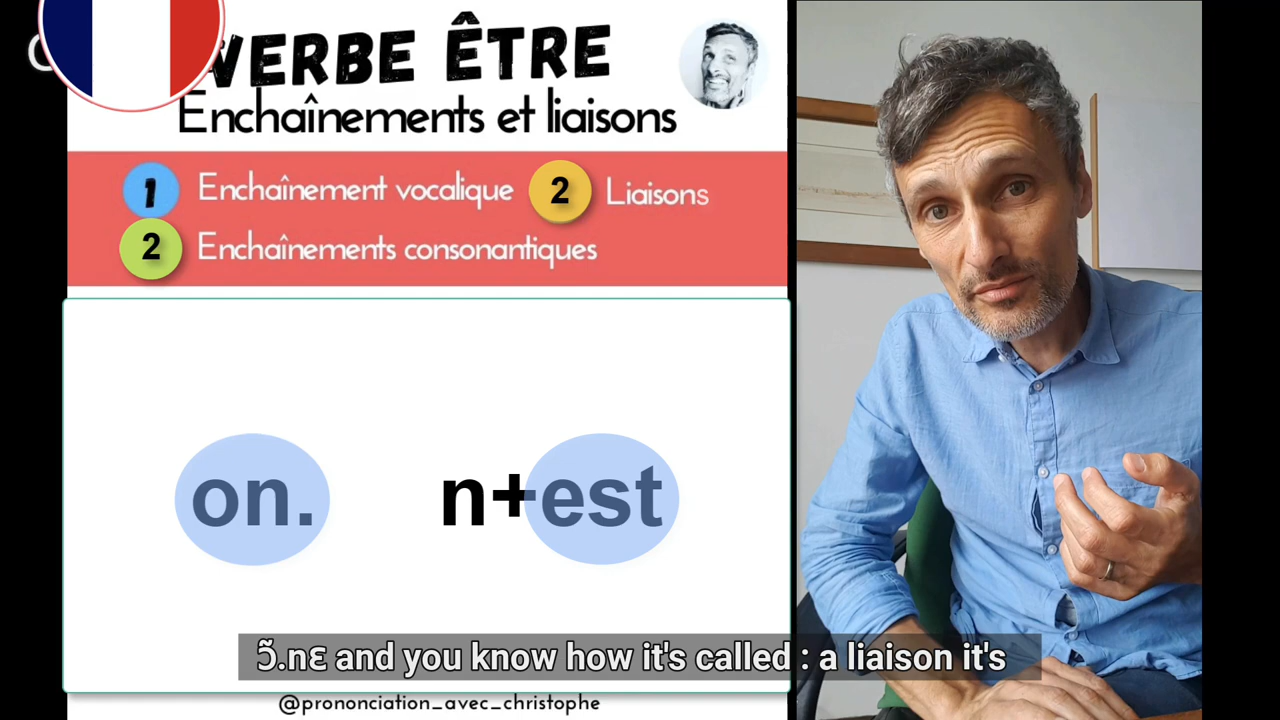 VERBE ÊTRE
Enchaînements et liaisons
1 Enchaînement vocalique 2 Liaisons
2 Enchaînements consonantiques
on. n+est
ɔ̃.nɛ and you know how it's called : a liaison it's
@prononciation_avec_christophe